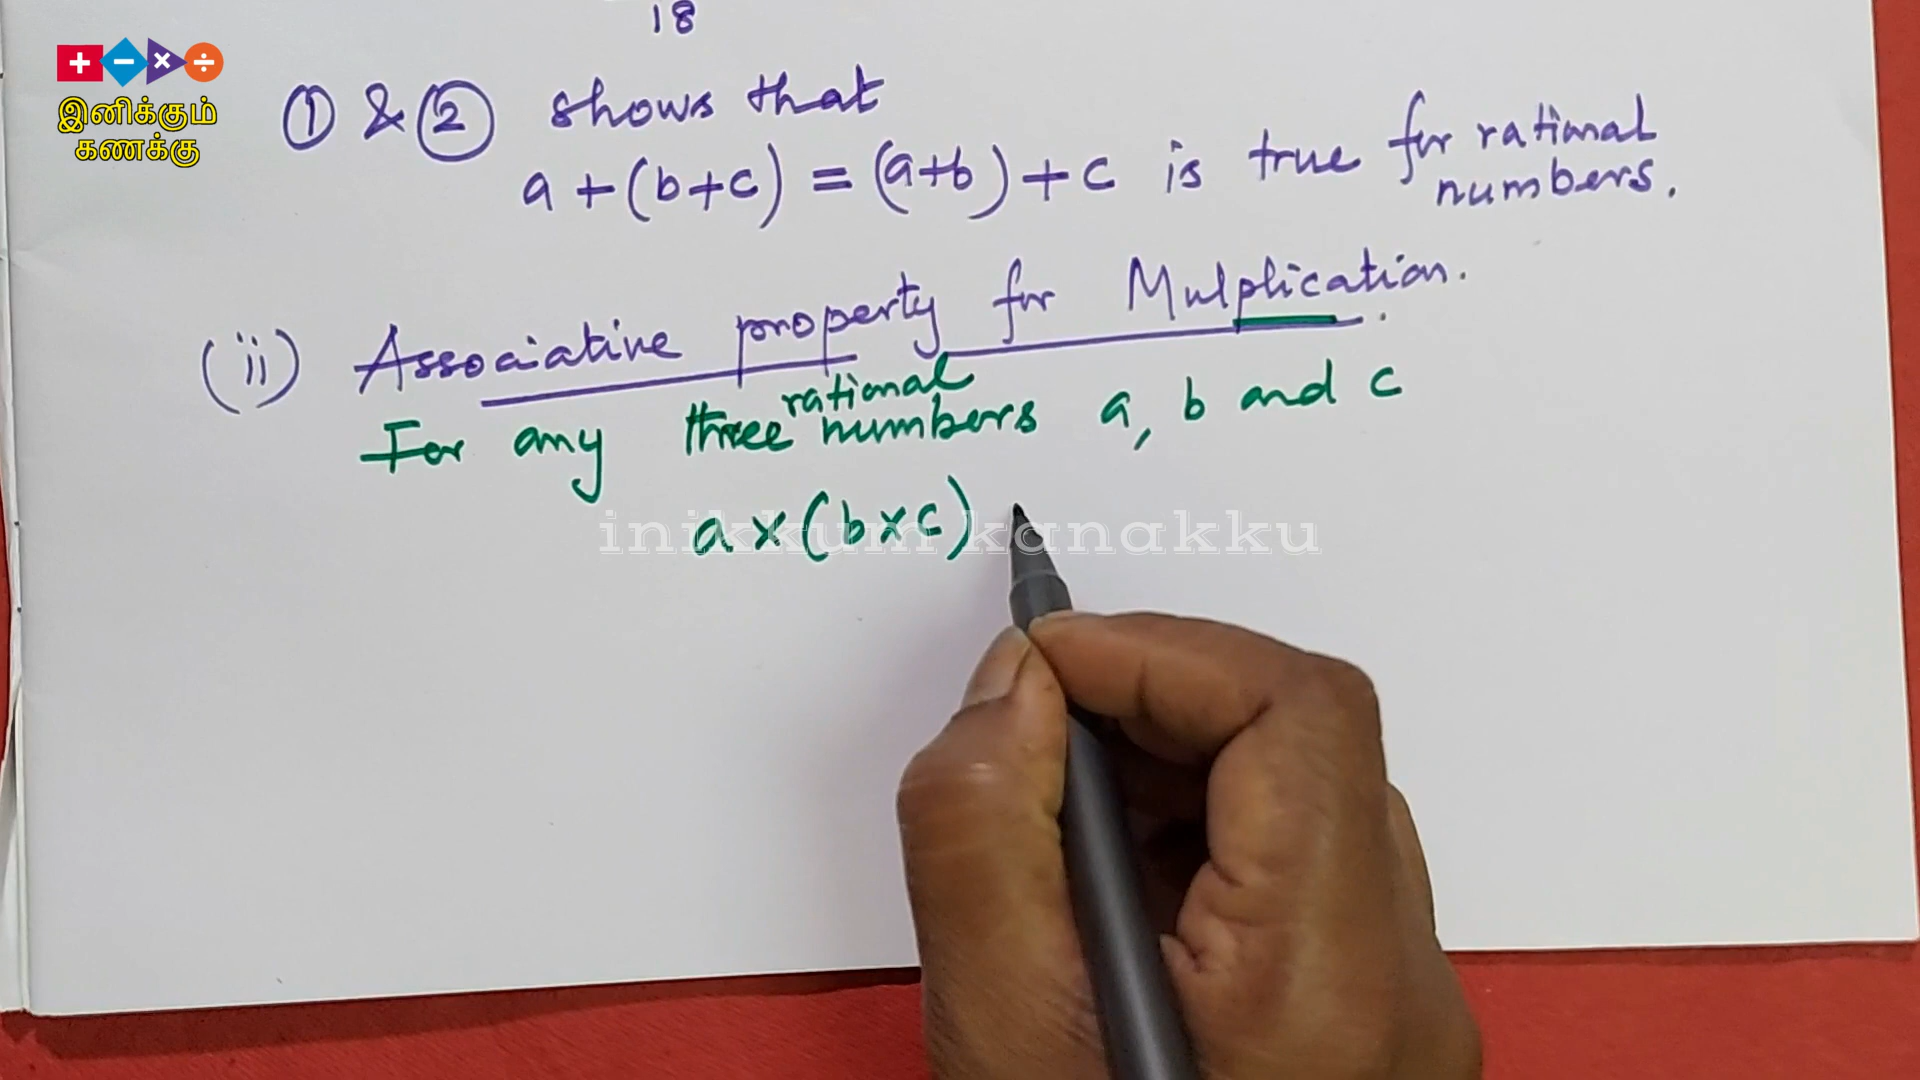 18
+ - × ÷
இனிக்கும்
கணக்கு
① & ② shows that
a + (b+c) = (a+b) + c is true for rational
numbers.
(ii) Associative property for Mulplication.
rational
For any three numbers a, b and c
a × (b×c)
inikkum kanakku